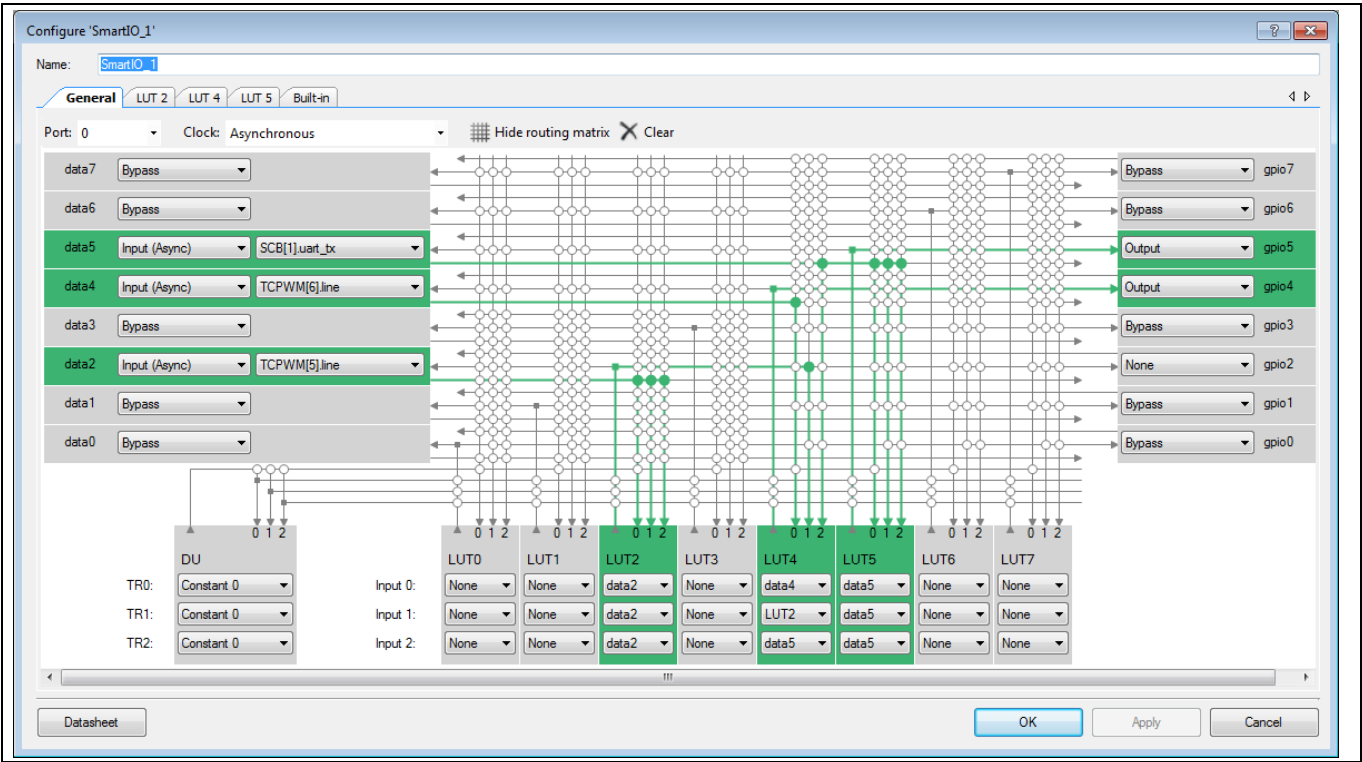 Configure 'SmartIO_1'
Name: SmartIO_1
General LUT 2 LUT 4 LUT 5 Built-in
Port: 0 Clock: Asynchronous Hide routing matrix Clear
data7 Bypass Bypass gpio7
data6 Bypass Bypass gpio6
data5 Input (Async) SCB[1].uart_tx Output gpio5
data4 Input (Async) TCPWM[6].line Output gpio4
data3 Bypass Bypass gpio3
data2 Input (Async) TCPWM[5].line None gpio2
data1 Bypass Bypass gpio1
data0 Bypass Bypass gpio0
0 1 2 0 1 2 0 1 2 0 1 2 0 1 2 0 1 2 0 1 2 0 1 2 0 1 2
DU LUT0 LUT1 LUT2 LUT3 LUT4 LUT5 LUT6 LUT7
TR0: Constant 0 Input 0: None None data2 None data4 data5 None None
TR1: Constant 0 Input 1: None None data2 None LUT2 data5 None None
TR2: Constant 0 Input 2: None None data2 None data5 data5 None None
Datasheet OK Apply Cancel